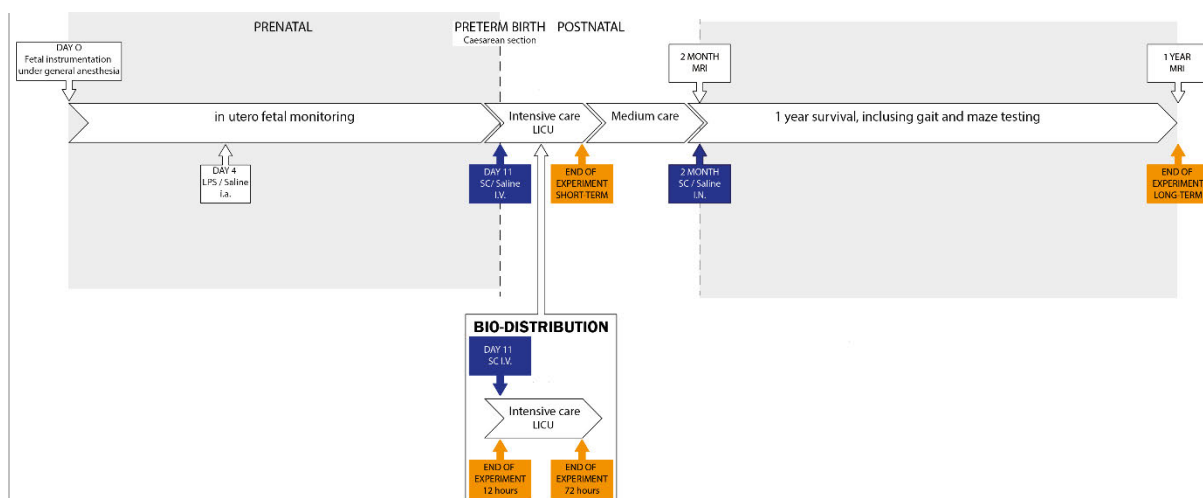 PRENATAL
PRETERM BIRTH
Caesarean section
POSTNATAL
DAY O
Fetal instrumentation
under general anesthesia
2 MONTH
MRI
1 YEAR
MRI
in utero fetal monitoring
Intensive care
LICU
Medium care
1 year survival, inclusing gait and maze testing
DAY 4
LPS / Saline
i.a.
DAY 11
SC/ Saline
I.V.
END OF
EXPERIMENT
SHORT-TERM
2 MONTH
SC / Saline
I.N.
END OF
EXPERIMENT
LONG-TERM
BIO-DISTRIBUTION
DAY 11
SC I.V.
Intensive care
LICU
END OF
EXPERIMENT
12 hours
END OF
EXPERIMENT
72 hours